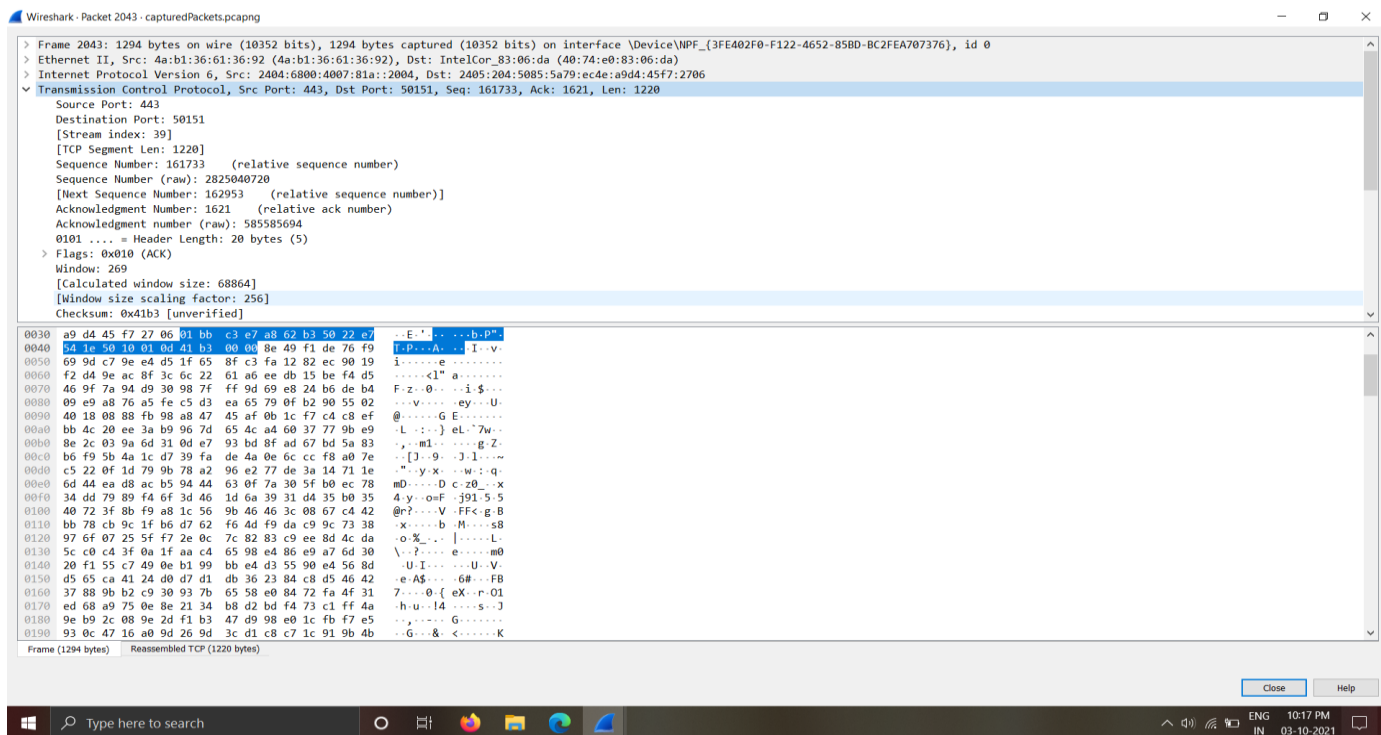 Wireshark · Packet 2043 · capturedPackets.pcapng
> Frame 2043: 1294 bytes on wire (10352 bits), 1294 bytes captured (10352 bits) on interface \Device\NPF_{3FE402F0-F122-4652-85BD-BC2FEA707376}, id 0
> Ethernet II, Src: 4a:b1:36:61:36:92 (4a:b1:36:61:36:92), Dst: IntelCor_83:06:da (40:74:e0:83:06:da)
> Internet Protocol Version 6, Src: 2404:6800:4007:81a::2004, Dst: 2405:204:5085:5a79:ec4e:a9d4:45f7:2706
Transmission Control Protocol, Src Port: 443, Dst Port: 50151, Seq: 161733, Ack: 1621, Len: 1220
Source Port: 443
Destination Port: 50151
[Stream index: 39]
[TCP Segment Len: 1220]
Sequence Number: 161733 (relative sequence number)
Sequence Number (raw): 2825040720
[Next Sequence Number: 162953 (relative sequence number)]
Acknowledgment Number: 1621 (relative ack number)
Acknowledgment number (raw): 585585694
0101 .... = Header Length: 20 bytes (5)
> Flags: 0x010 (ACK)
Window: 269
[Calculated window size: 68864]
[Window size scaling factor: 256]
Checksum: 0x41b3 [unverified]
0030 a9 d4 45 f7 27 06 01 bb c3 e7 a8 62 b3 50 22 e7 ··E·'··· ···b·P"·
0040 54 1e 50 10 01 0d 41 b3 00 00 8e 49 f1 de 76 f9 T·P···A· ···I··v·
0050 69 9d c7 9e e4 d5 1f 65 8f c3 fa 12 82 ec 90 19 i······e ········
0060 f2 d4 9e ac 8f 3c 6c 22 61 a6 ee db 15 be f4 d5 ·····<l" a·······
0070 46 9f 7a 94 d9 30 98 7f ff 9d 69 e8 24 b6 de b4 F·z··0·· ··i·$···
0080 09 e9 a8 76 a5 fe c5 d3 ea 65 79 0f b2 90 55 02 ···v···· ·ey···U·
0090 40 18 08 88 fb 98 a8 47 45 af 0b 1c f7 c4 c8 ef @······G E·······
00a0 bb 4c 20 ee 3a b9 96 7d 65 4c a4 60 37 77 9b e9 ·L ·:··} eL·`7w··
00b0 8e 2c 03 9a 6d 31 0d e7 93 bd 8f ad 67 bd 5a 83 ·,··m1·· ····g·Z·
00c0 b6 f9 5b 4a 1c d7 39 fa de 4a 0e 6c cc f8 a0 7e ··[J··9· ·J·l···~
00d0 c5 22 0f 1d 79 9b 78 a2 96 e2 77 de 3a 14 71 1e ·"··y·x· ··w·:·q·
00e0 6d 44 ea d8 ac b5 94 44 63 0f 7a 30 5f b0 ec 78 mD·····D c·z0_··x
00f0 34 dd 79 89 f4 6f 3d 46 1d 6a 39 31 d4 35 b0 35 4·y··o=F ·j91·5·5
0100 40 72 3f 8b f9 a8 1c 56 9b 46 46 3c 08 67 c4 42 @r?····V ·FF<·g·B
0110 bb 78 cb 9c 1f b6 d7 62 f6 4d f9 da c9 9c 73 38 ·x·····b ·M····s8
0120 97 6f 07 25 5f f7 2e 0c 7c 82 83 c9 ee 8d 4c da ·o·%_·.· |·····L·
0130 5c c0 c4 3f 0a 1f aa c4 65 98 e4 86 e9 a7 6d 30 \··?···· e·····m0
0140 20 f1 55 c7 49 0e b1 99 bb e4 d3 55 90 e4 56 8d ·U·I··· ···U··V·
0150 d5 65 ca 41 24 d0 d7 d1 db 36 23 84 c8 d5 46 42 ·e·A$··· ·6#···FB
0160 37 88 9b b2 c9 30 93 7b 65 58 e0 84 72 fa 4f 31 7····0·{ eX··r·O1
0170 ed 68 a9 75 0e 8e 21 34 b8 d2 bd f4 73 c1 ff 4a ·h·u··!4 ····s··J
0180 9e b9 2c 08 9e 2d f1 b3 47 d9 98 e0 1c fb f7 e5 ··,··-·· G·······
0190 93 0c 47 16 a0 9d 26 9d 3c d1 c8 c7 1c 91 9b 4b ··G···&· <······K
Frame (1294 bytes) Reassembled TCP (1220 bytes)
Close Help
Type here to search
ENG 10:17 PM
IN 03-10-2021